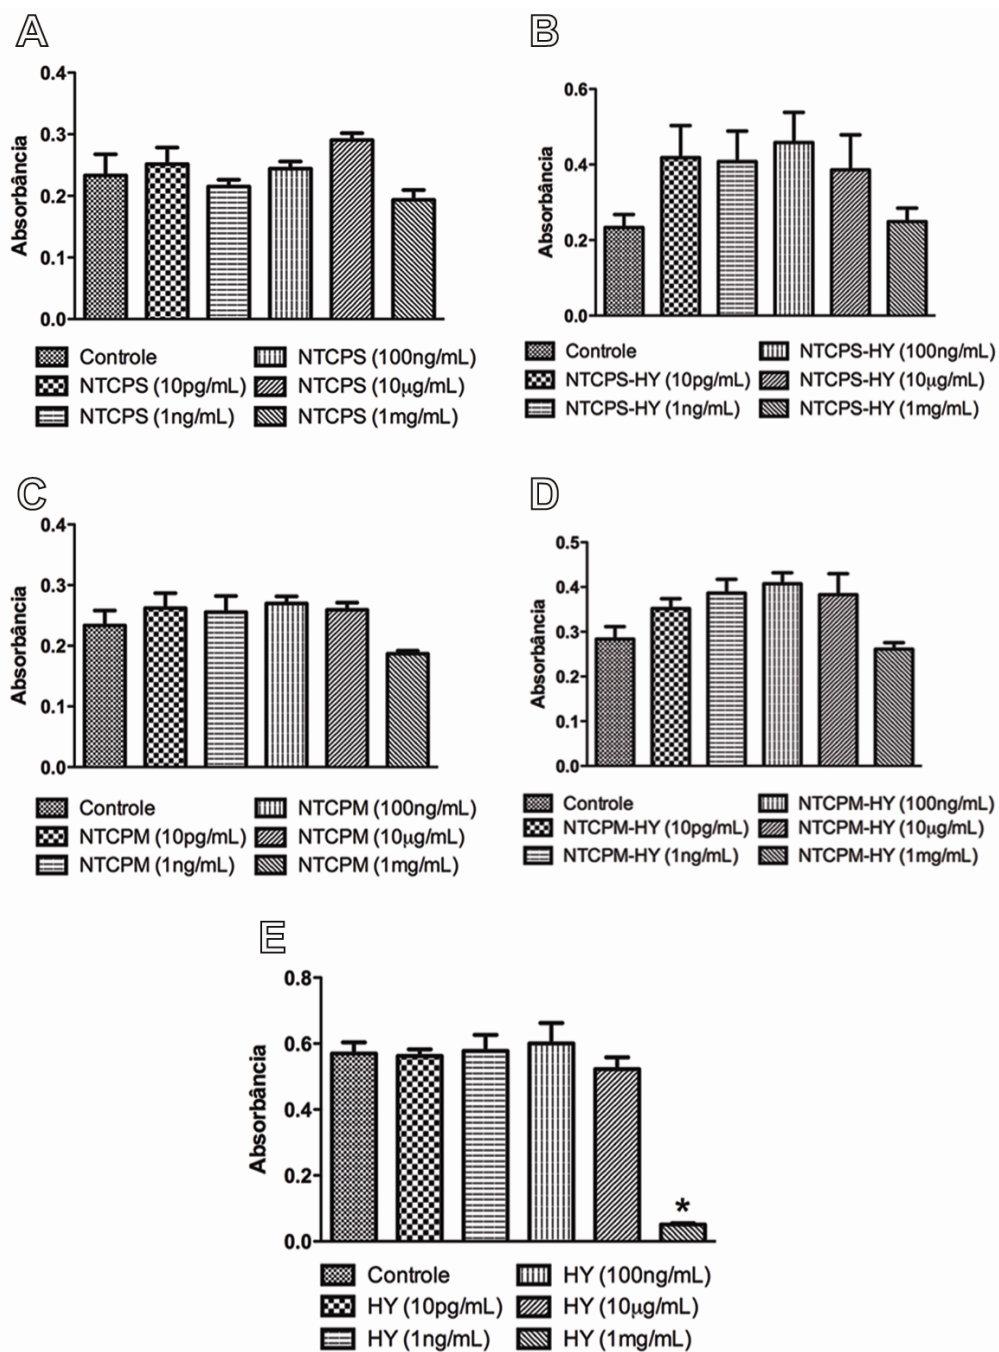 A
0.4
0.3
0.2
0.1
0.0
Absorbância
Controle
NTCPS (10pg/mL)
NTCPS (1ng/mL)
NTCPS (100ng/mL)
NTCPS (10µg/mL)
NTCPS (1mg/mL)
B
0.6
0.4
0.2
0.0
Absorbância
Controle
NTCPS-HY (10pg/mL)
NTCPS-HY (1ng/mL)
NTCPS-HY (100ng/mL)
NTCPS-HY (10µg/mL)
NTCPS-HY (1mg/mL)
C
0.4
0.3
0.2
0.1
0.0
Absorbância
Controle
NTCPM (10pg/mL)
NTCPM (1ng/mL)
NTCPM (100ng/mL)
NTCPM (10µg/mL)
NTCPM (1mg/mL)
D
0.5
0.4
0.3
0.2
0.1
0.0
Absorbância
Controle
NTCPM-HY (10pg/mL)
NTCPM-HY (1ng/mL)
NTCPM-HY (100ng/mL)
NTCPM-HY (10µg/mL)
NTCPM-HY (1mg/mL)
E
0.8
0.6
0.4
0.2
0.0
Absorbância
*
Controle
HY (10pg/mL)
HY (1ng/mL)
HY (100ng/mL)
HY (10µg/mL)
HY (1mg/mL)